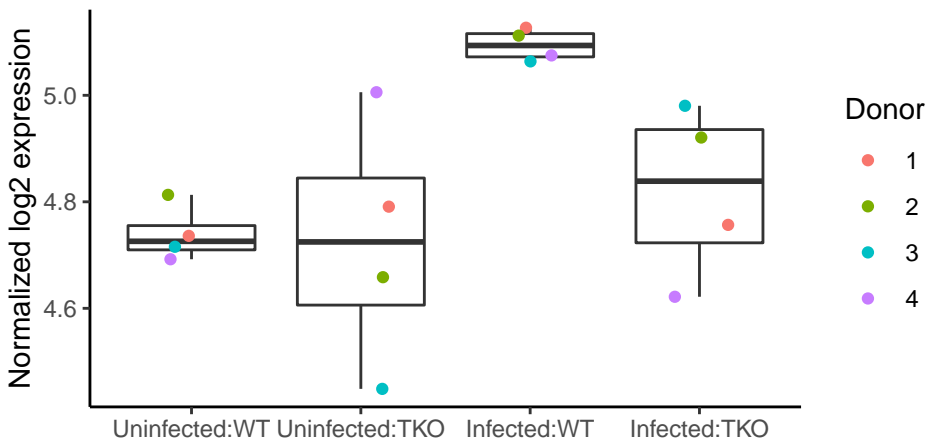 Normalized log2 expression
5.0
4.8
4.6
Uninfected:WT Uninfected:TKO Infected:WT Infected:TKO
Donor
1
2
3
4